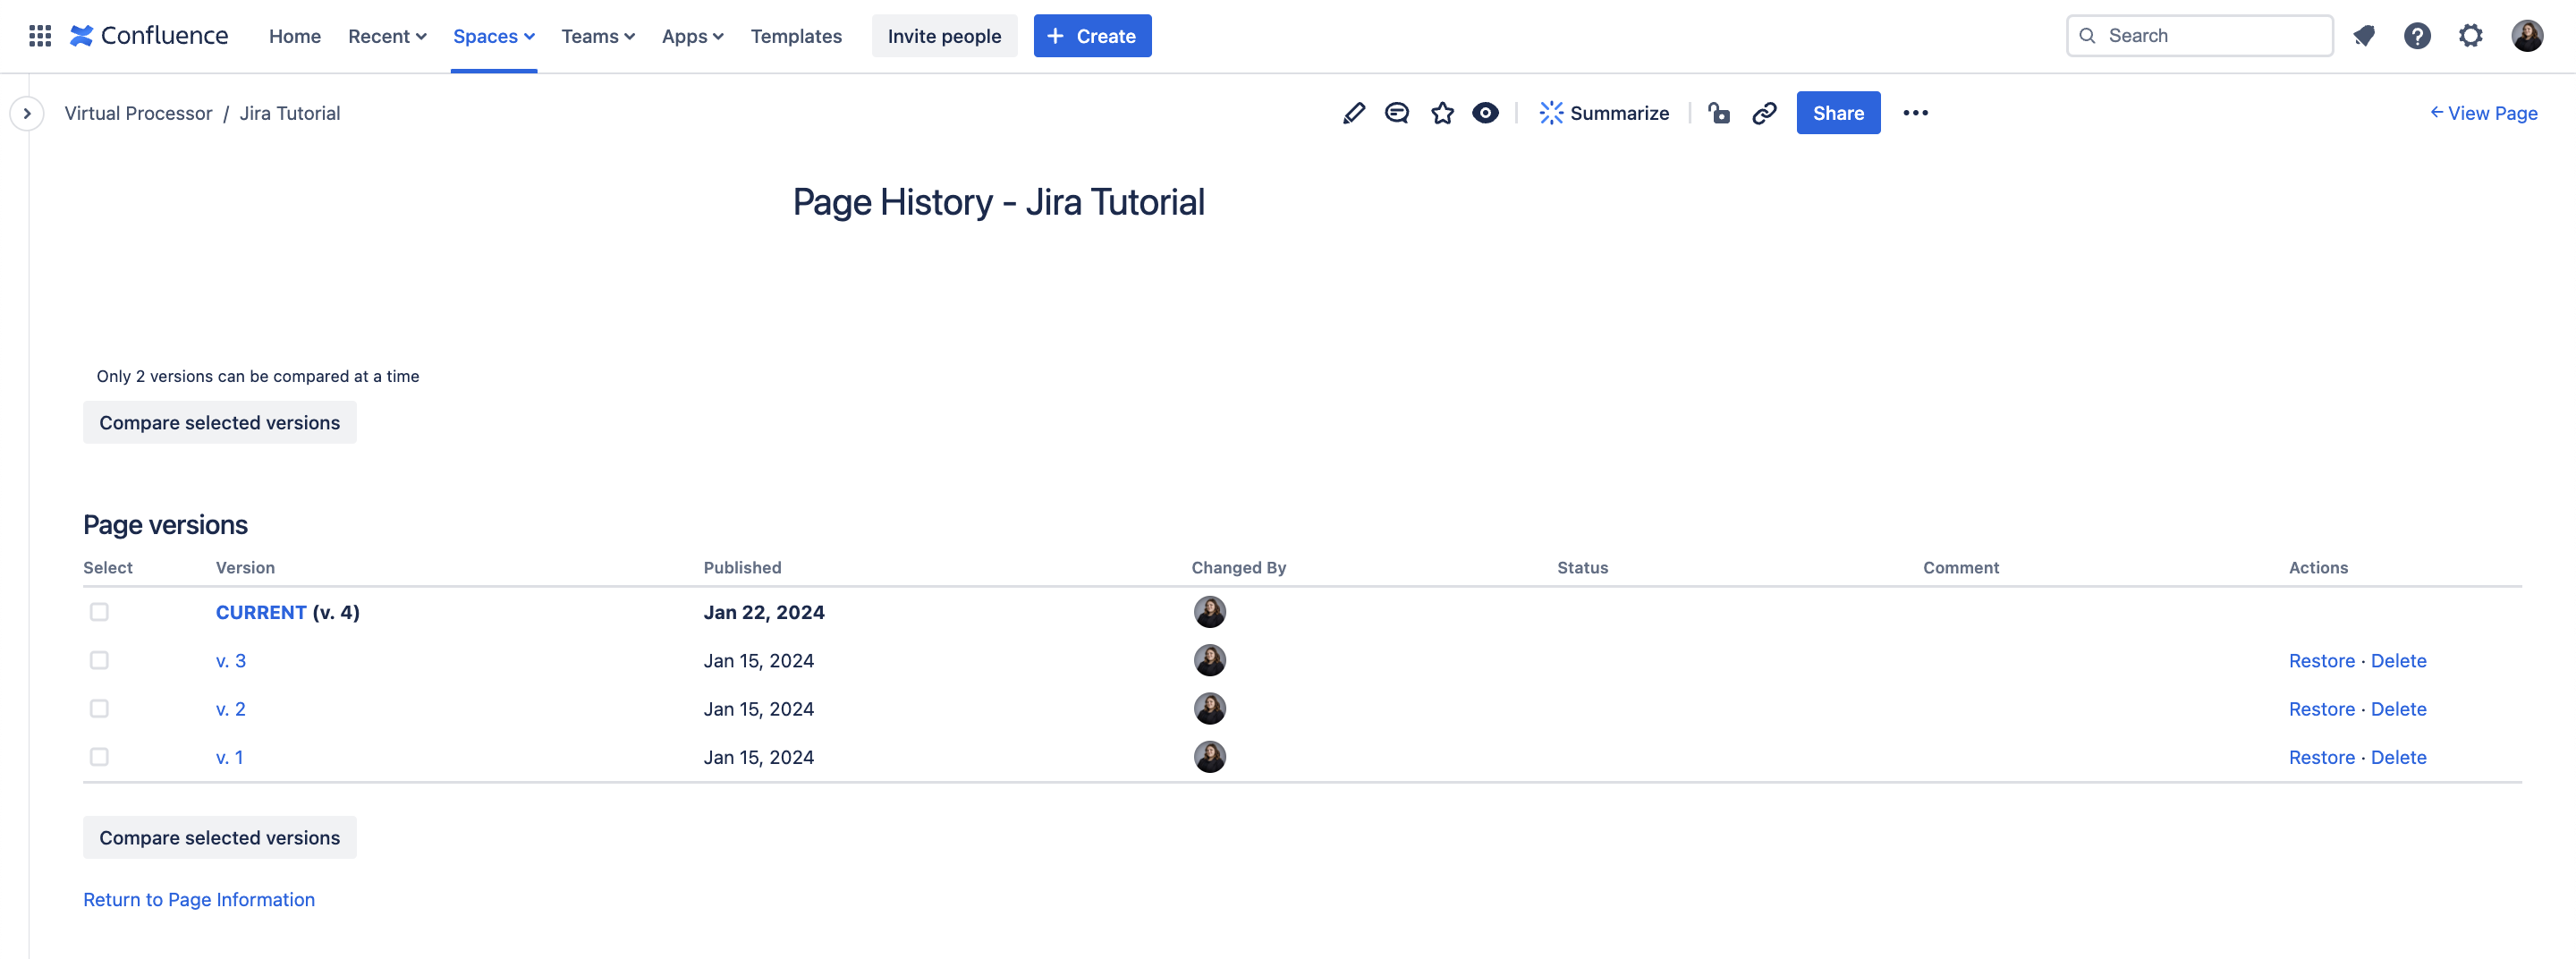 Confluence Home Recent Spaces Teams Apps Templates Invite people + Create Search
Virtual Processor / Jira Tutorial Summarize Share ← View Page
Page History - Jira Tutorial
Only 2 versions can be compared at a time
Compare selected versions
Page versions
Select Version Published Changed By Status Comment Actions
CURRENT (v. 4) Jan 22, 2024
v. 3 Jan 15, 2024 Restore · Delete
v. 2 Jan 15, 2024 Restore · Delete
v. 1 Jan 15, 2024 Restore · Delete
Compare selected versions
Return to Page Information